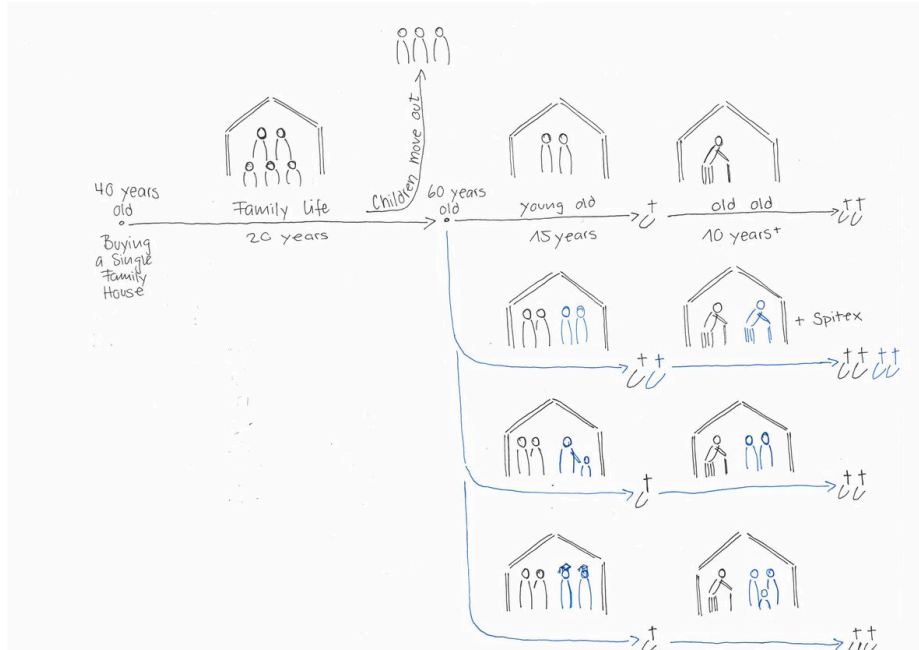 40 years
old
Buying
a Single
Family
House
Family Life
20 years
Children move out
60 years
old
young old
15 years
old old
10 years+
+ Spitex